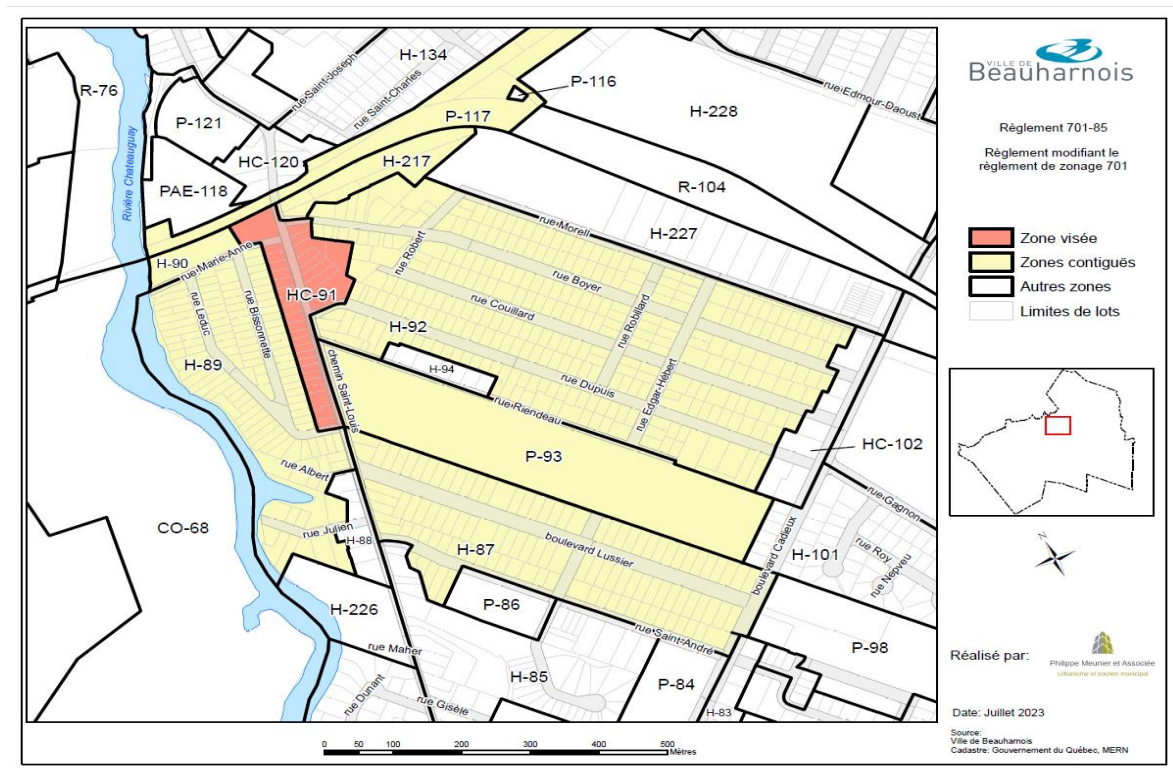 R-76
H-134
rue Saint-Joseph
rue Saint-Charles
P-121
P-116
P-117
H-228
rue Edmour-Daoust
HC-120
H-217
PAE-118
R-104
Rivière Chateauguay
rue Morell
H-227
H-90
rue Marie-Anne
rue Robert
rue Boyer
HC-91
rue Leduc
rue Bissonnette
rue Couillard
rue Robillard
H-92
H-89
chemin Saint-Louis
H-94
rue Dupuis
rue Edgar-Hébert
rue Riendeau
HC-102
P-93
rue Albert
rue Gagnon
CO-68
rue Julien
H-88
H-87
boulevard Lussier
boulevard Cadieux
H-101
rue Roy
rue Nepveu
H-226
P-86
rue Saint-André
P-98
rue Maher
H-85
P-84
rue Dunant
rue Gisèle
H-83
0 50 100 200 300 400 500
Mètres
VILLE DE
Beauharnois
Règlement 701-85
Règlement modifiant le
règlement de zonage 701
Zone visée
Zones contiguës
Autres zones
Limites de lots
N
Réalisé par:
Philippe Meunier et Associée
Urbanisme et soutien municipal
Date: Juillet 2023
Source:
Ville de Beauharnois
Cadastre: Gouvernement du Québec, MERN